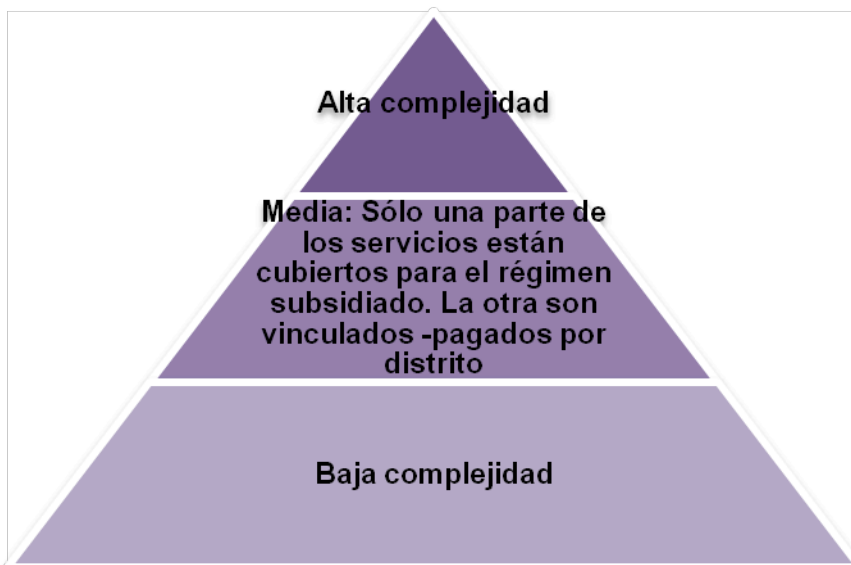 Alta complejidad
Media: Sólo una parte de
los servicios están
cubiertos para el régimen
subsidiado. La otra son
vinculados -pagados por
distrito
Baja complejidad